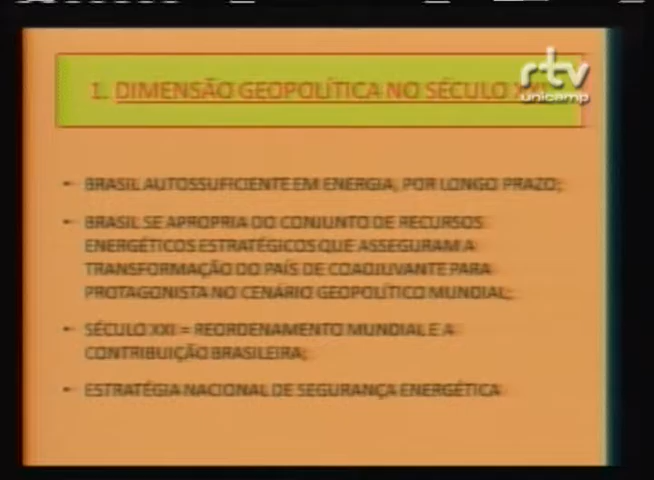 1. DIMENSÃO GEOPOLÍTICA NO SÉCULO
rtv
unicamp
- BRASIL AUTOSSUFICIENTE EM ENERGIA, POR LONGO PRAZO;
- BRASIL SE APROPRIA DO CONJUNTO DE RECURSOS
ENERGÉTICOS ESTRATÉGICOS QUE ASSEGURAM A
TRANSFORMAÇÃO DO PAÍS DE COADJUVANTE PARA
PROTAGONISTA NO CENÁRIO GEOPOLÍTICO MUNDIAL;
- SÉCULO XXI = REORDENAMENTO MUNDIAL E A
CONTRIBUIÇÃO BRASILEIRA;
- ESTRATÉGIA NACIONAL DE SEGURANÇA ENERGÉTICA